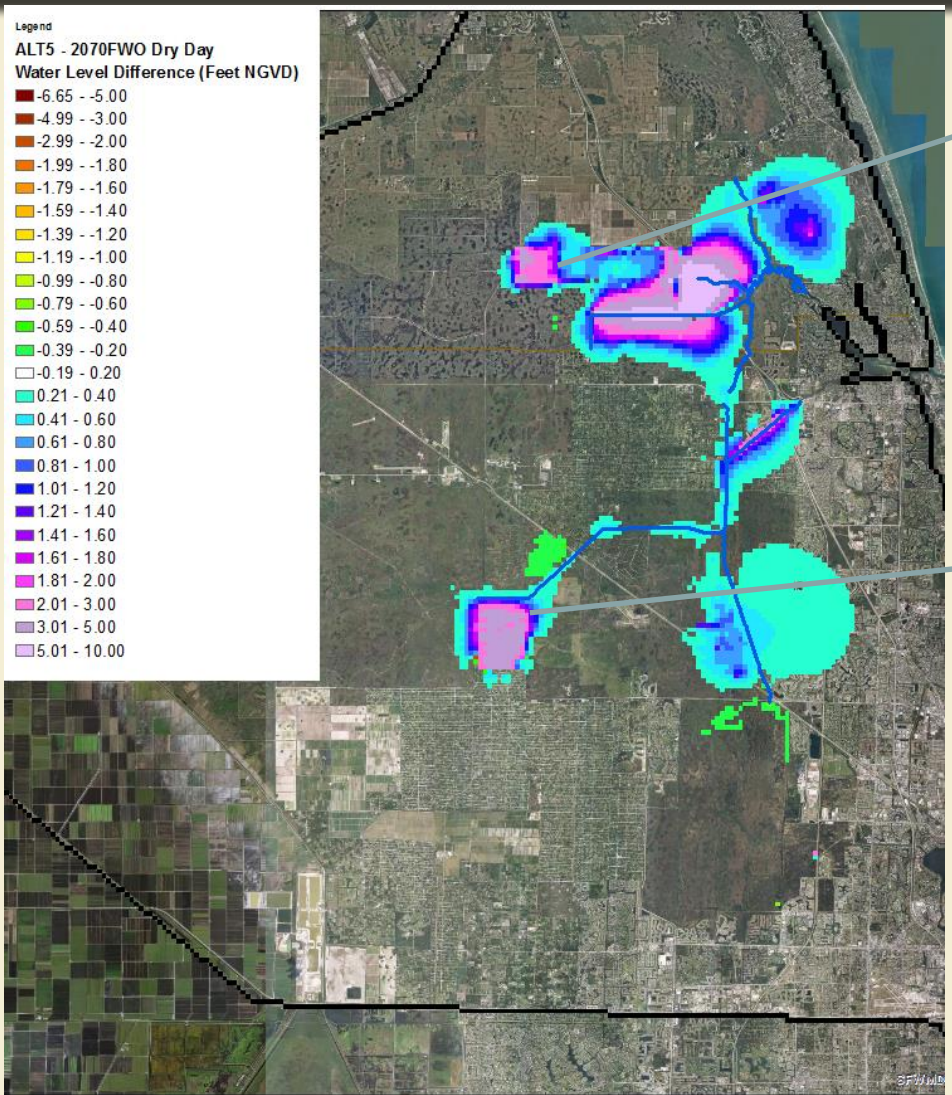 Legend
ALT5 - 2070FWO Dry Day
Water Level Difference (Feet NGVD)
-6.65 - -5.00
-4.99 - -3.00
-2.99 - -2.00
-1.99 - -1.80
-1.79 - -1.60
-1.59 - -1.40
-1.39 - -1.20
-1.19 - -1.00
-0.99 - -0.80
-0.79 - -0.60
-0.59 - -0.40
-0.39 - -0.20
-0.19 - 0.20
0.21 - 0.40
0.41 - 0.60
0.61 - 0.80
0.81 - 1.00
1.01 - 1.20
1.21 - 1.40
1.41 - 1.60
1.61 - 1.80
1.81 - 2.00
2.01 - 3.00
3.01 - 5.00
5.01 - 10.00